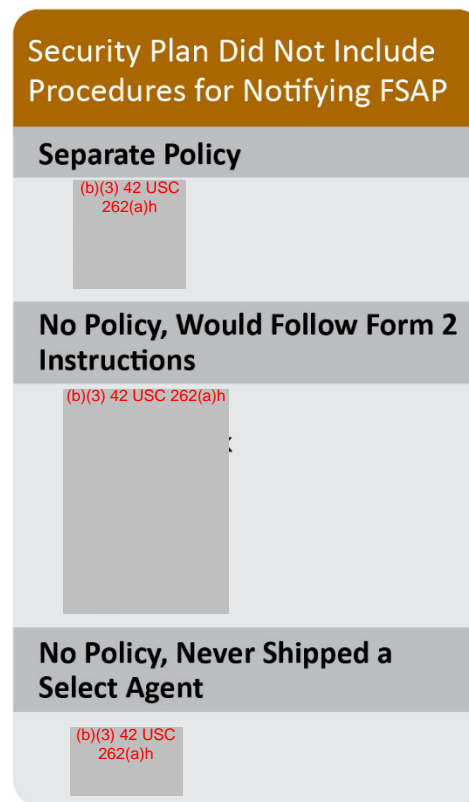 Security Plan Did Not Include
Procedures for Notifying FSAP
Separate Policy
(b)(3) 42 USC
262(a)h
No Policy, Would Follow Form 2
Instructions
(b)(3) 42 USC 262(a)h
No Policy, Never Shipped a
Select Agent
(b)(3) 42 USC
262(a)h